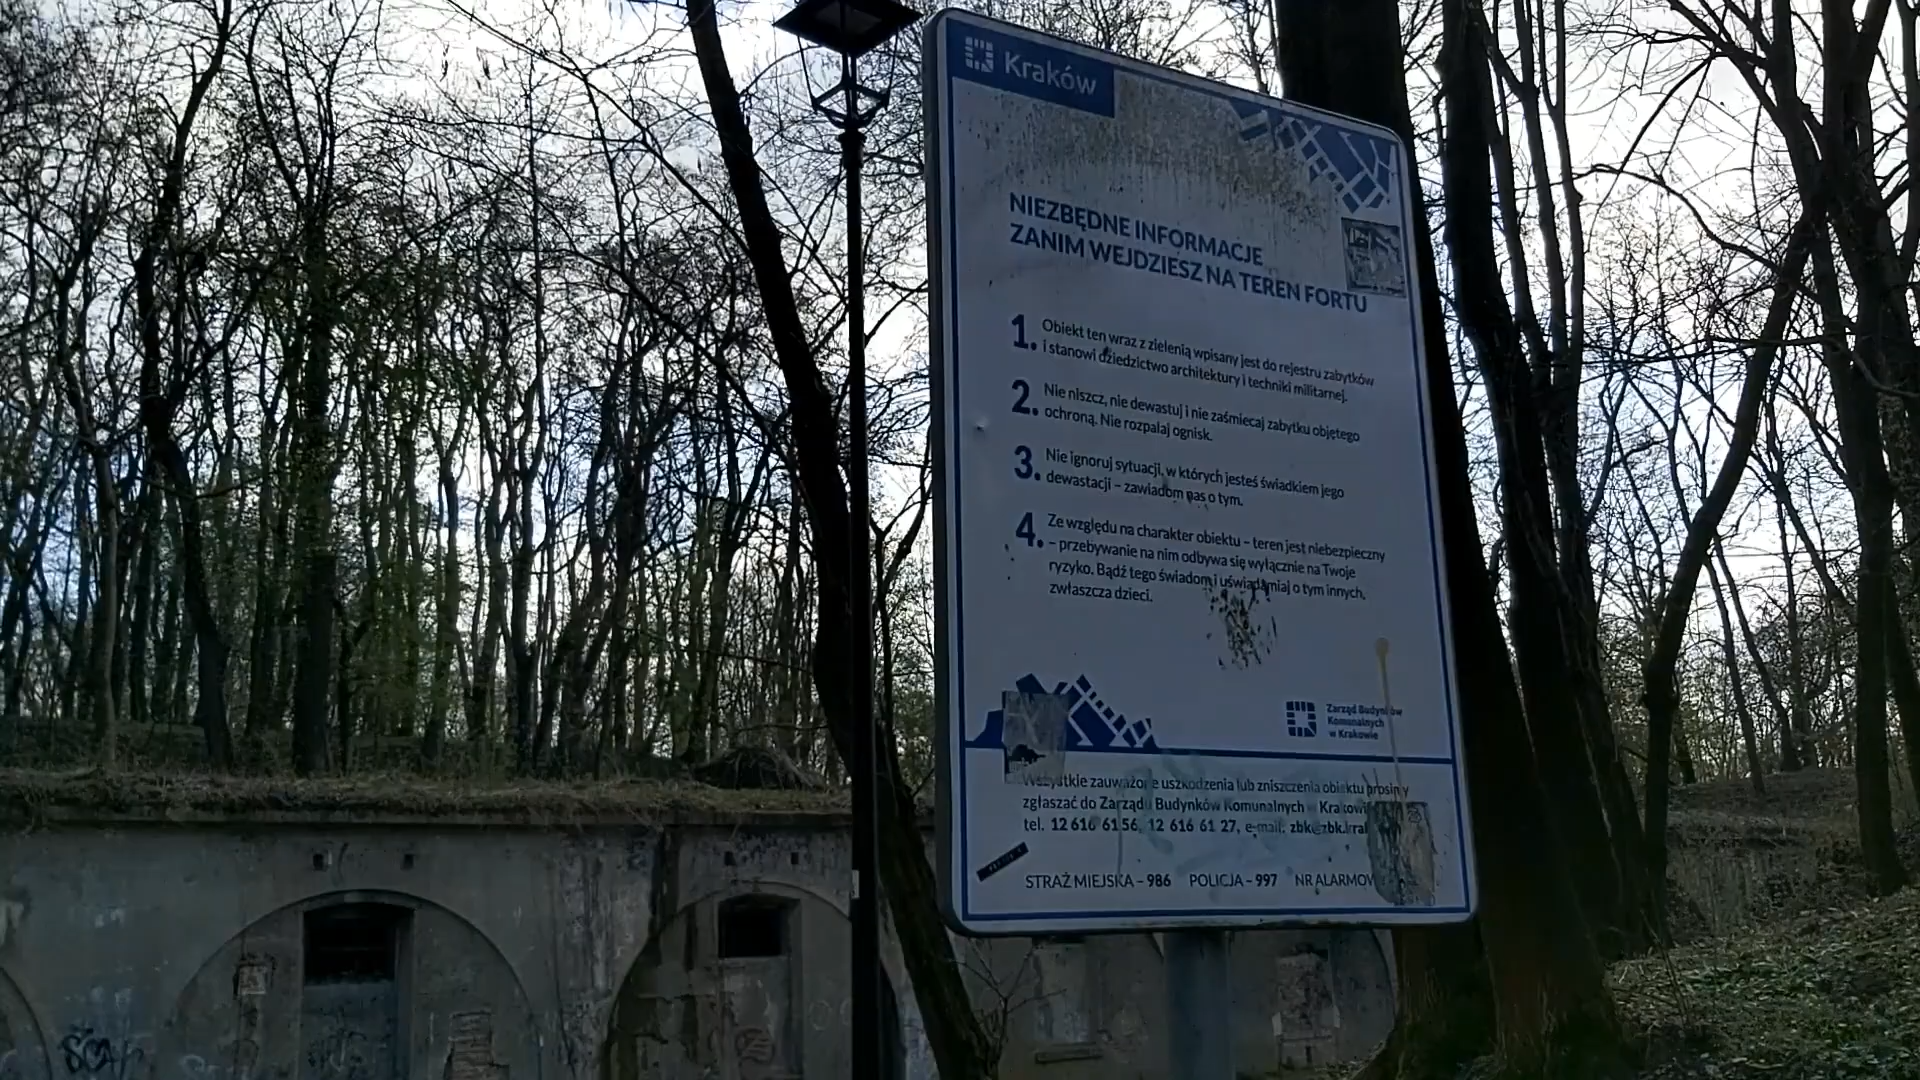 Kraków
NIEZBĘDNE INFORMACJE
ZANIM WEJDZIESZ NA TEREN FORTU
1. Obiekt ten wraz z zielenią wpisany jest do rejestru zabytków
i stanowi dziedzictwo architektury i techniki militarnej.
2. Nie niszcz, nie dewastuj i nie zaśmiecaj zabytku objętego
ochroną. Nie rozpalaj ognisk.
3. Nie ignoruj sytuacji, w których jesteś świadkiem jego
dewastacji – zawiadom nas o tym.
4. Ze względu na charakter obiektu – teren jest niebezpieczny
– przebywanie na nim odbywa się wyłącznie na Twoje
ryzyko. Bądź tego świadom i uświadamiaj o tym innych,
zwłaszcza dzieci.
Zarząd Budynków
Komunalnych
w Krakowie
Wszystkie zauważone uszkodzenia lub zniszczenia obiektu prosimy
zgłaszać do Zarządu Budynków Komunalnych w Krakowi
tel. 12 616 61 56, 12 616 61 27, e-mail: zbk@zbk.kra
STRAŻ MIEJSKA – 986 POLICJA – 997 NR ALARMOW